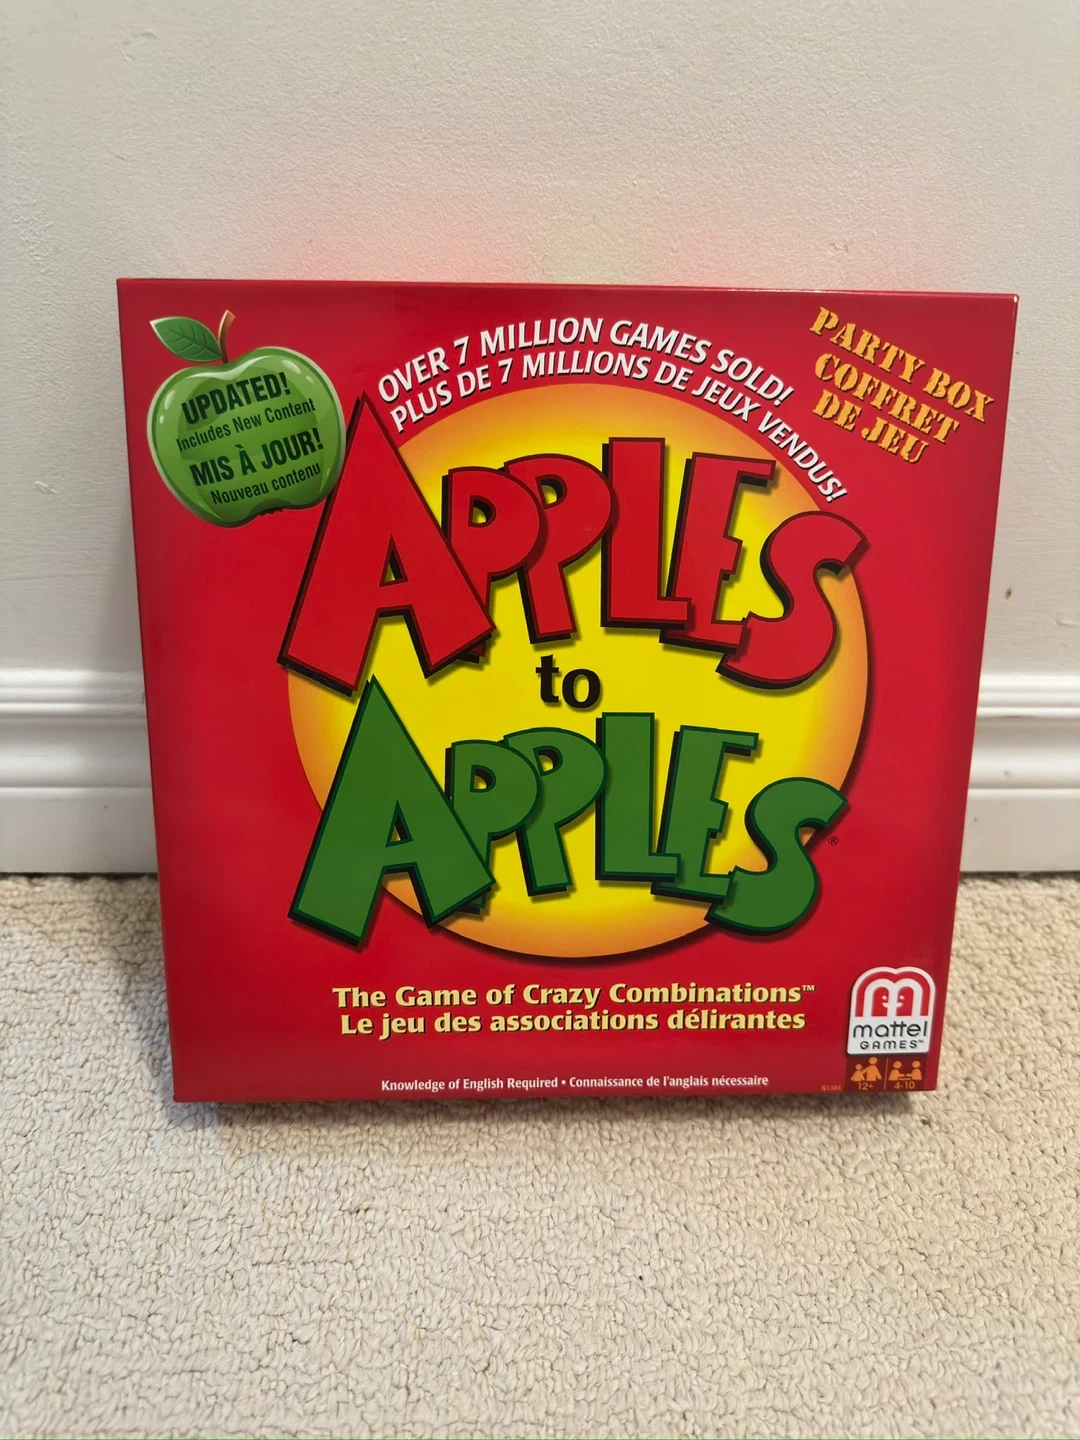 OVER 7 MILLION GAMES SOLD!
PLUS DE 7 MILLIONS DE JEUX VENDUS!
PARTY BOX
COFFRET
DE JEU
UPDATED!
Includes New Content
MIS À JOUR!
Nouveau contenu
APPLES
to
APPLES®
The Game of Crazy Combinations™
Le jeu des associations délirantes
mattel
GAMES™
Knowledge of English Required • Connaissance de l'anglais nécessaire
12+
4-10